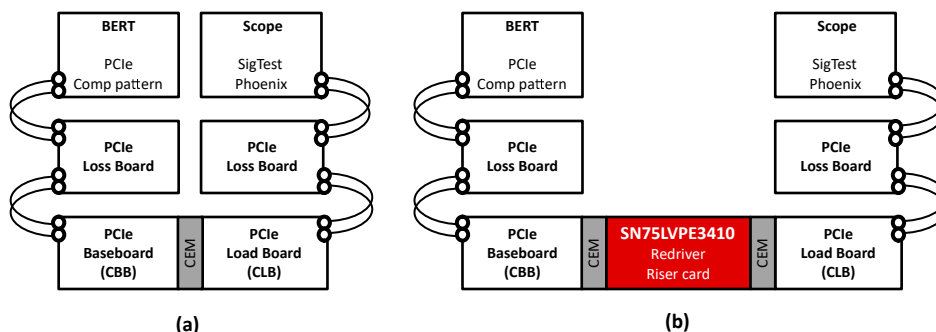 BERT
PCIe
Comp pattern
Scope
SigTest
Phoenix
PCIe
Loss Board
PCIe
Loss Board
PCIe
Baseboard
(CBB)
CEM
PCIe
Load Board
(CLB)
(a)
BERT
PCIe
Comp pattern
Scope
SigTest
Phoenix
PCIe
Loss Board
PCIe
Loss Board
PCIe
Baseboard
(CBB)
CEM
SN75LVPE3410
Redriver
Riser card
CEM
PCIe
Load Board
(CLB)
(b)